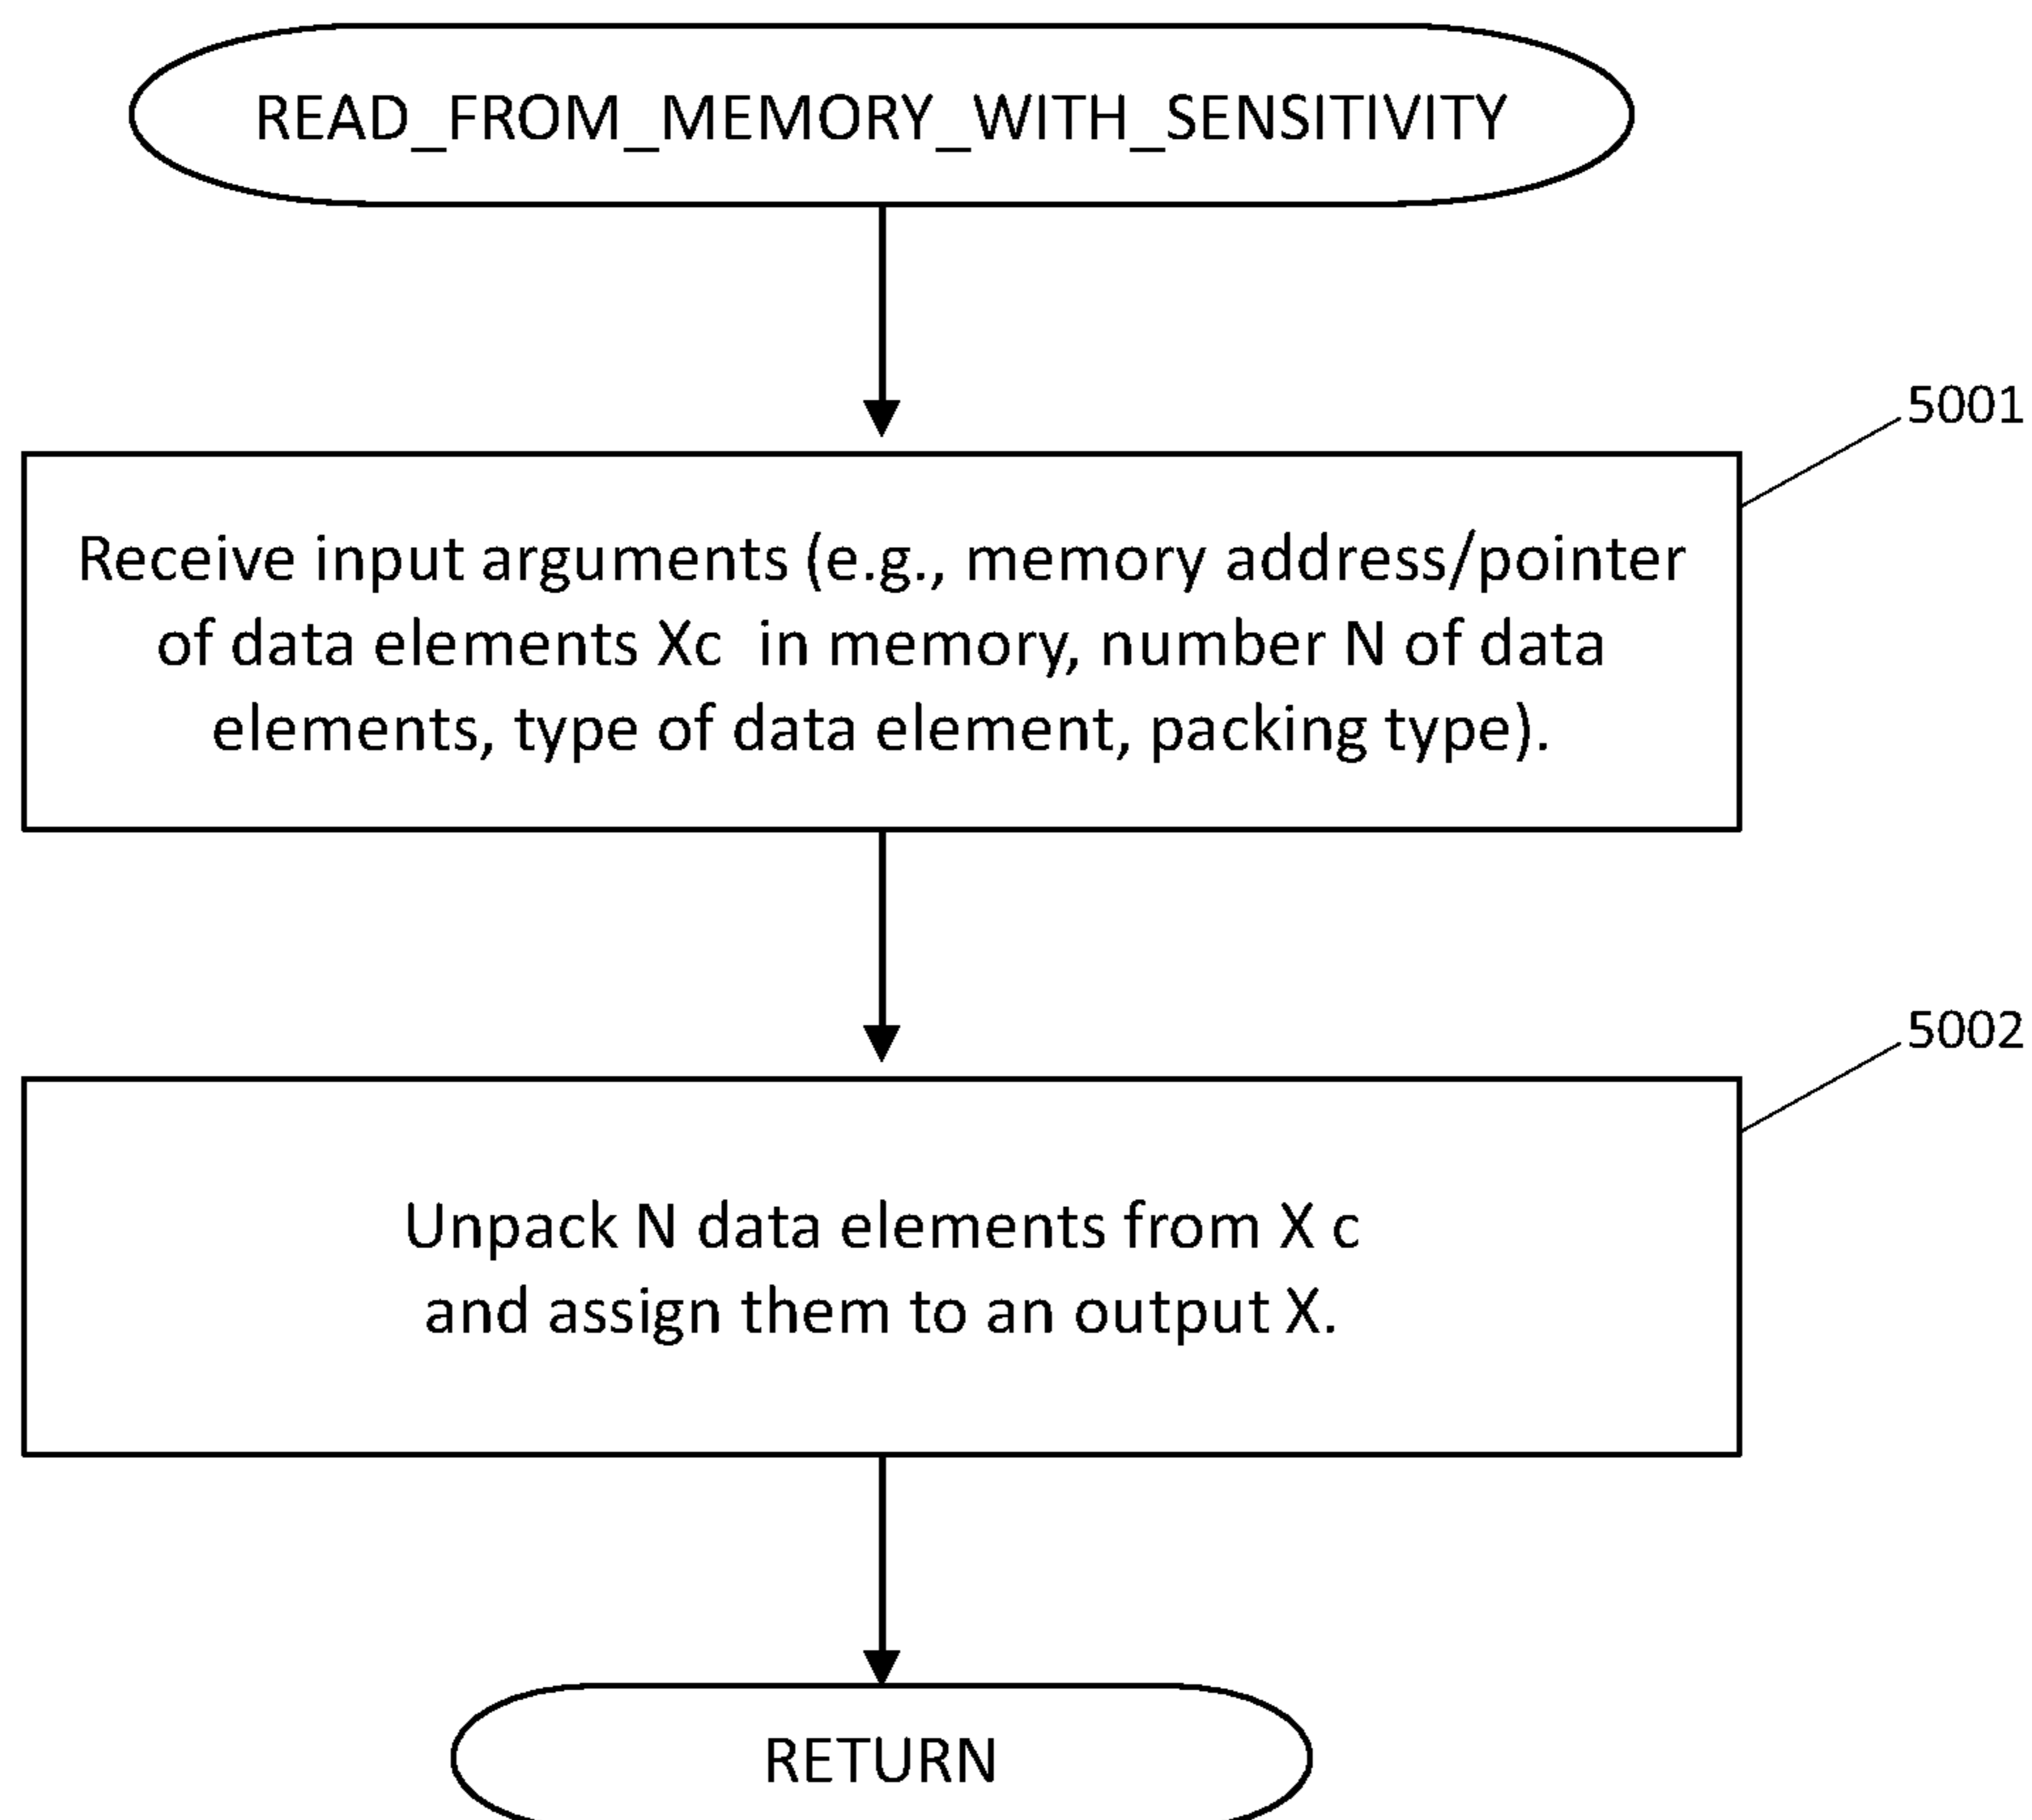 READ_FROM_MEMORY_WITH_SENSITIVITY
5001
Receive input arguments (e.g., memory address/pointer
of data elements Xc in memory, number N of data
elements, type of data element, packing type).
5002
Unpack N data elements from X c
and assign them to an output X.
RETURN